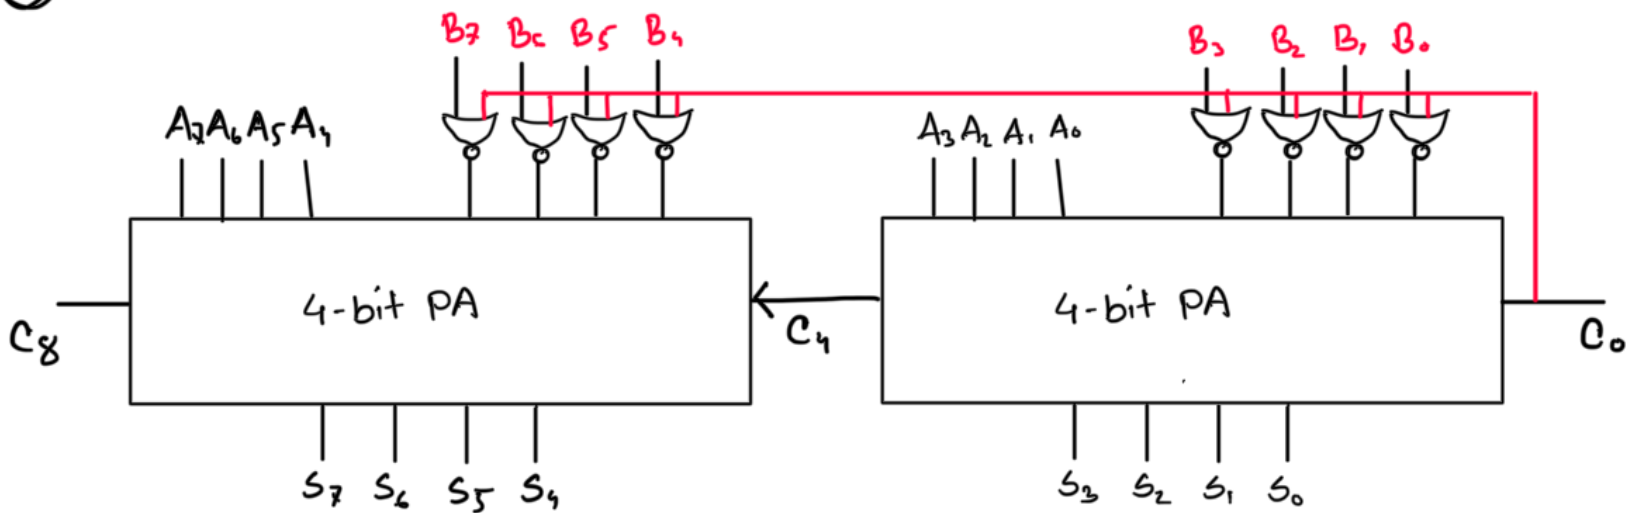 B7 B6 B5 B4 B3 B2 B1 B0
A7 A6 A5 A4 A3 A2 A1 A0
4-bit PA 4-bit PA
C8 C4 C0
S7 S6 S5 S4 S3 S2 S1 S0